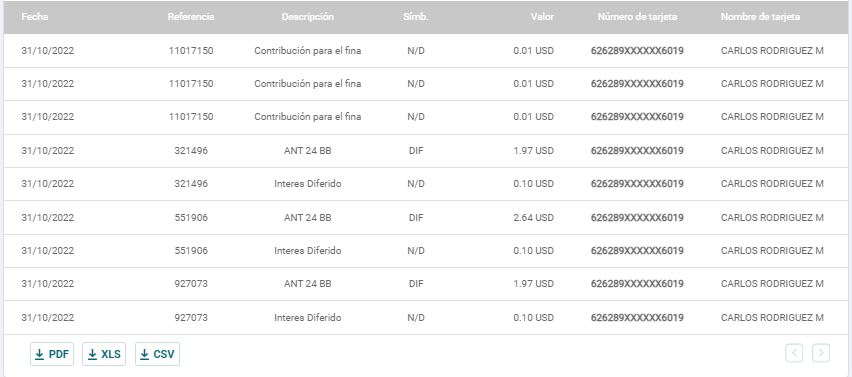 Fecha Referencia Descripción Símb. Valor Número de tarjeta Nombre de tarjeta
31/10/2022 11017150 Contribución para el fina N/D 0.01 USD 626289XXXXXX6019 CARLOS RODRIGUEZ M
31/10/2022 11017150 Contribución para el fina N/D 0.01 USD 626289XXXXXX6019 CARLOS RODRIGUEZ M
31/10/2022 11017150 Contribución para el fina N/D 0.01 USD 626289XXXXXX6019 CARLOS RODRIGUEZ M
31/10/2022 321496 ANT 24 BB DIF 1.97 USD 626289XXXXXX6019 CARLOS RODRIGUEZ M
31/10/2022 321496 Interes Diferido N/D 0.10 USD 626289XXXXXX6019 CARLOS RODRIGUEZ M
31/10/2022 551906 ANT 24 BB DIF 2.64 USD 626289XXXXXX6019 CARLOS RODRIGUEZ M
31/10/2022 551906 Interes Diferido N/D 0.10 USD 626289XXXXXX6019 CARLOS RODRIGUEZ M
31/10/2022 927073 ANT 24 BB DIF 1.97 USD 626289XXXXXX6019 CARLOS RODRIGUEZ M
31/10/2022 927073 Interes Diferido N/D 0.10 USD 626289XXXXXX6019 CARLOS RODRIGUEZ M
PDF XLS CSV